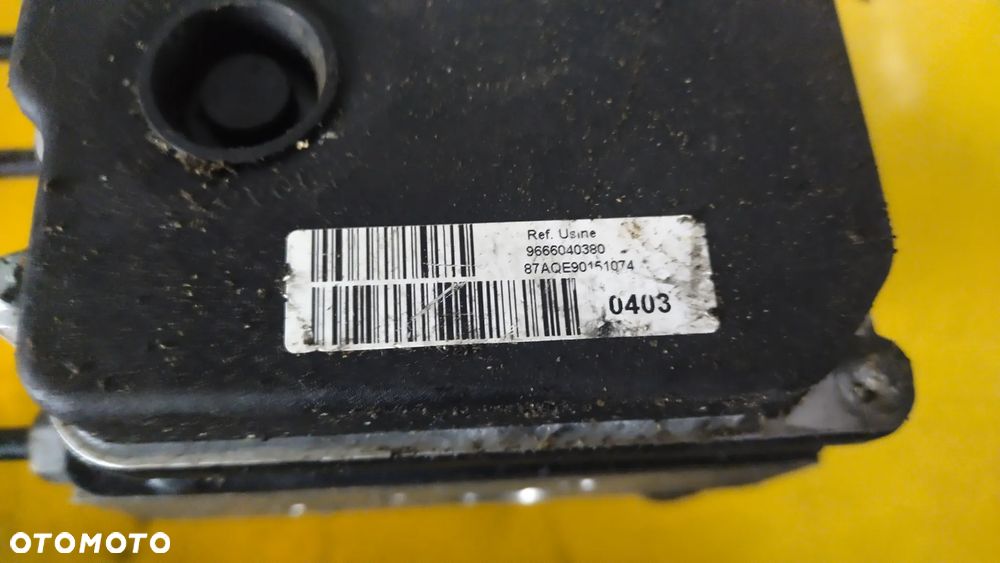 Ref. Usine
9666040380
87AQE90151074
0403
OTOMOTO